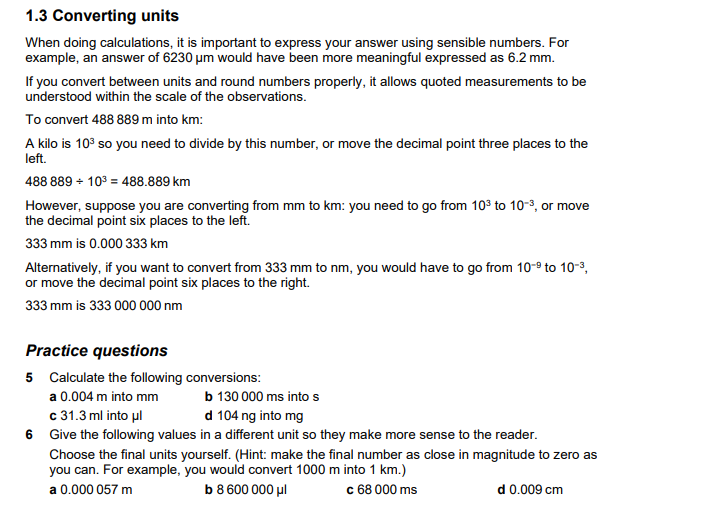 1.3 Converting units
When doing calculations, it is important to express your answer using sensible numbers. For
example, an answer of 6230 µm would have been more meaningful expressed as 6.2 mm.
If you convert between units and round numbers properly, it allows quoted measurements to be
understood within the scale of the observations.
To convert 488 889 m into km:
A kilo is 10³ so you need to divide by this number, or move the decimal point three places to the
left.
488 889 ÷ 10³ = 488.889 km
However, suppose you are converting from mm to km: you need to go from 10³ to 10⁻³, or move
the decimal point six places to the left.
333 mm is 0.000 333 km
Alternatively, if you want to convert from 333 mm to nm, you would have to go from 10⁻⁹ to 10⁻³,
or move the decimal point six places to the right.
333 mm is 333 000 000 nm
Practice questions
5 Calculate the following conversions:
a 0.004 m into mm b 130 000 ms into s
c 31.3 ml into µl d 104 ng into mg
6 Give the following values in a different unit so they make more sense to the reader.
Choose the final units yourself. (Hint: make the final number as close in magnitude to zero as
you can. For example, you would convert 1000 m into 1 km.)
a 0.000 057 m b 8 600 000 µl c 68 000 ms d 0.009 cm